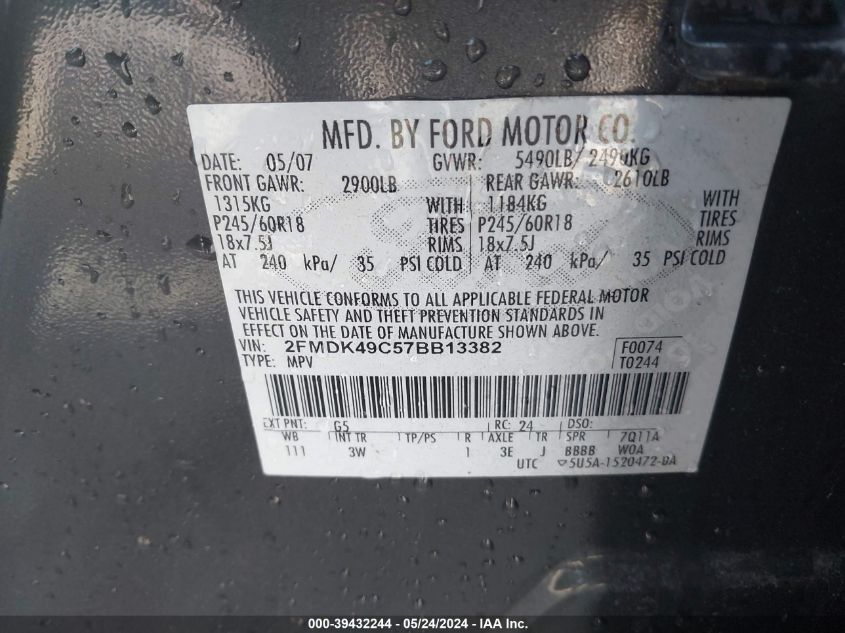 MFD. BY FORD MOTOR CO.
DATE: 05/07 GVWR: 5490LB/ 2490KG
FRONT GAWR: 2900LB REAR GAWR: 2610LB
1315KG WITH 1184KG WITH
P245/60R18 TIRES P245/60R18 TIRES
18x7.5J RIMS 18x7.5J RIMS
AT 240 kPa/ 35 PSI COLD AT 240 kPa/ 35 PSI COLD
THIS VEHICLE CONFORMS TO ALL APPLICABLE FEDERAL MOTOR
VEHICLE SAFETY AND THEFT PREVENTION STANDARDS IN
EFFECT ON THE DATE OF MANUFACTURE SHOWN ABOVE.
VIN: 2FMDK49C57BB13382 F0074
TYPE: MPV T0244
EXT PNT: G5 RC: 24 DSO:
WB INT TR TP/PS R AXLE TR SPR 7Q11A
111 3W 1 3E J BBBB WOA
UTC 5U5A-1520472-BA
000-39432244 - 05/24/2024 - IAA Inc.